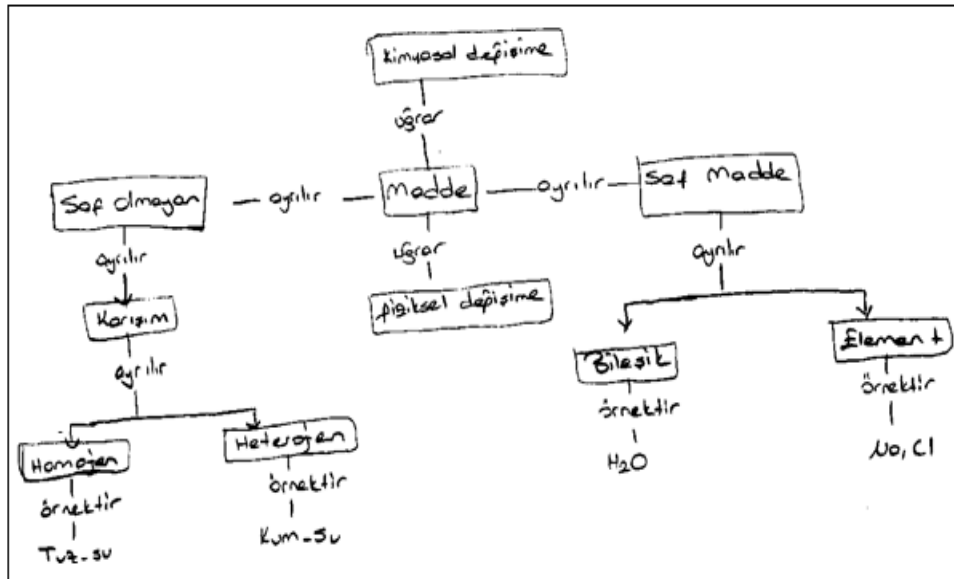 Kimyasal değişime
uğrar
Saf olmayan
ayrılır
Madde
ayrılır
Saf Madde
ayrılır
uğrar
ayrılır
Karışım
fiziksel değişime
ayrılır
Bileşik
Element
Homojen
Heterojen
örnektir
örnektir
örnektir
örnektir
H2O
Na, Cl
Tuz-su
Kum-Su